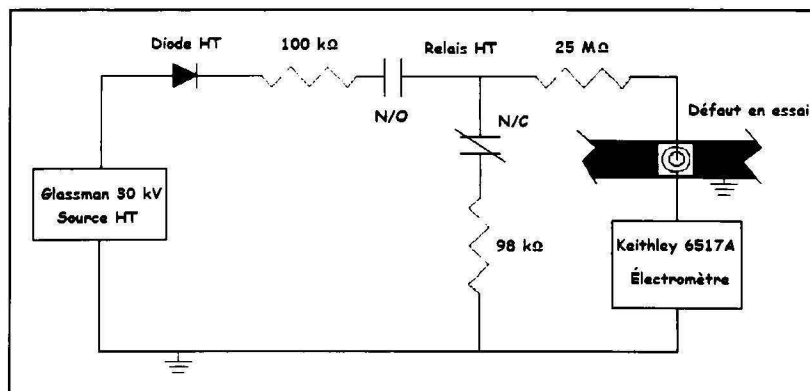 Diode HT
100 kΩ
Relais HT
25 MΩ
N/O
N/C
Défaut en essai
Glassman 30 kV
Source HT
98 kΩ
Keithley 6517A
Électromètre